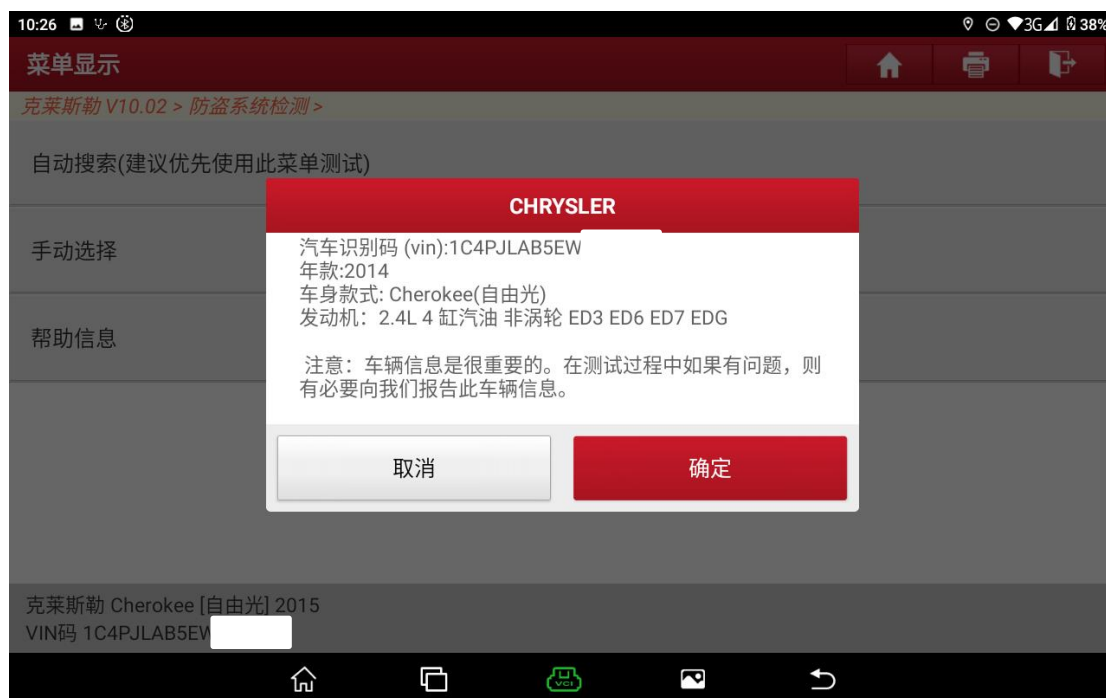 10:26
3G 38%
菜单显示
克莱斯勒 V10.02 > 防盗系统检测 >
自动搜索(建议优先使用此菜单测试)
手动选择
帮助信息
CHRYSLER
汽车识别码 (vin):1C4PJLAB5EW
年款:2014
车身款式: Cherokee(自由光)
发动机：2.4L 4 缸汽油 非涡轮 ED3 ED6 ED7 EDG
注意：车辆信息是很重要的。在测试过程中如果有问题，则
有必要向我们报告此车辆信息。
取消
确定
克莱斯勒 Cherokee [自由光] 2015
VIN码 1C4PJLAB5EW
VCI